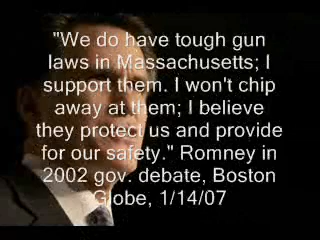 "We do have tough gun
laws in Massachusetts; I
support them. I won't chip
away at them; I believe
they protect us and provide
for our safety." Romney in
2002 gov. debate, Boston
Globe, 1/14/07